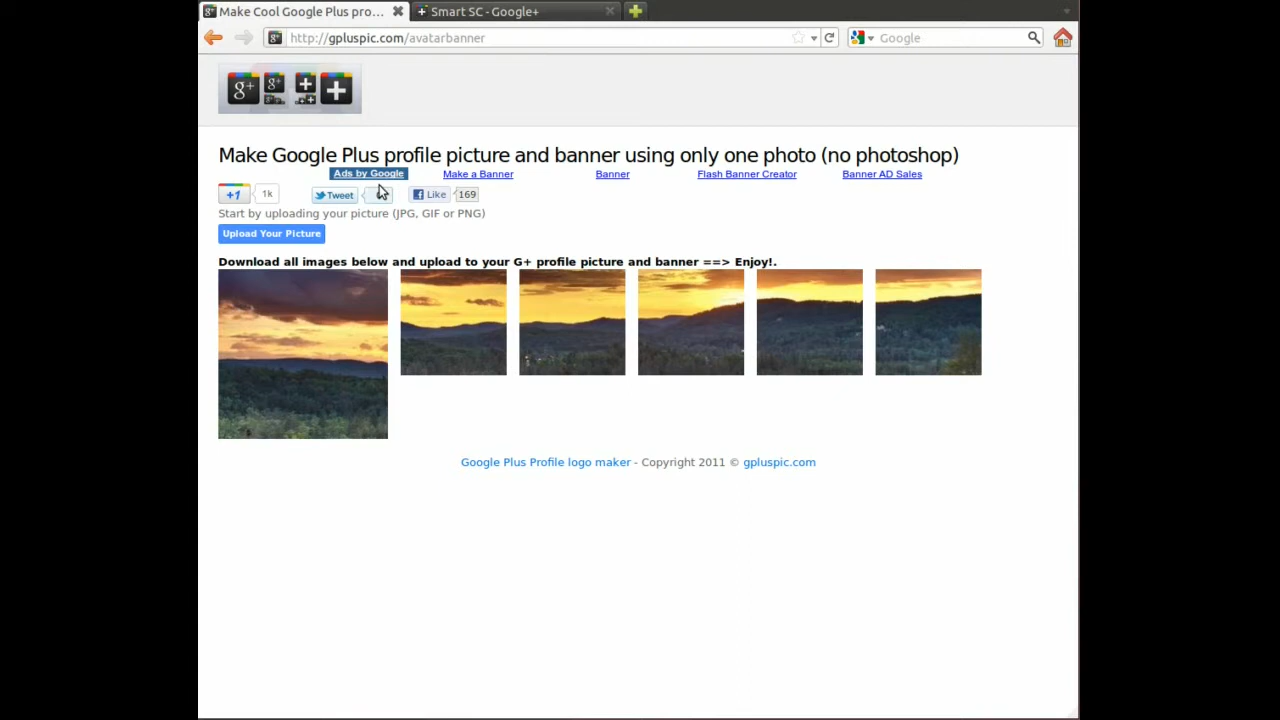 Make Cool Google Plus pro...
Smart SC - Google+
http://gpluspic.com/avatarbanner
Google
g+ g+
Make Google Plus profile picture and banner using only one photo (no photoshop)
Ads by Google Make a Banner Banner Flash Banner Creator Banner AD Sales
+1 1k Tweet Like 169
Start by uploading your picture (JPG, GIF or PNG)
Upload Your Picture
Download all images below and upload to your G+ profile picture and banner ==> Enjoy!.
Google Plus Profile logo maker - Copyright 2011 © gpluspic.com